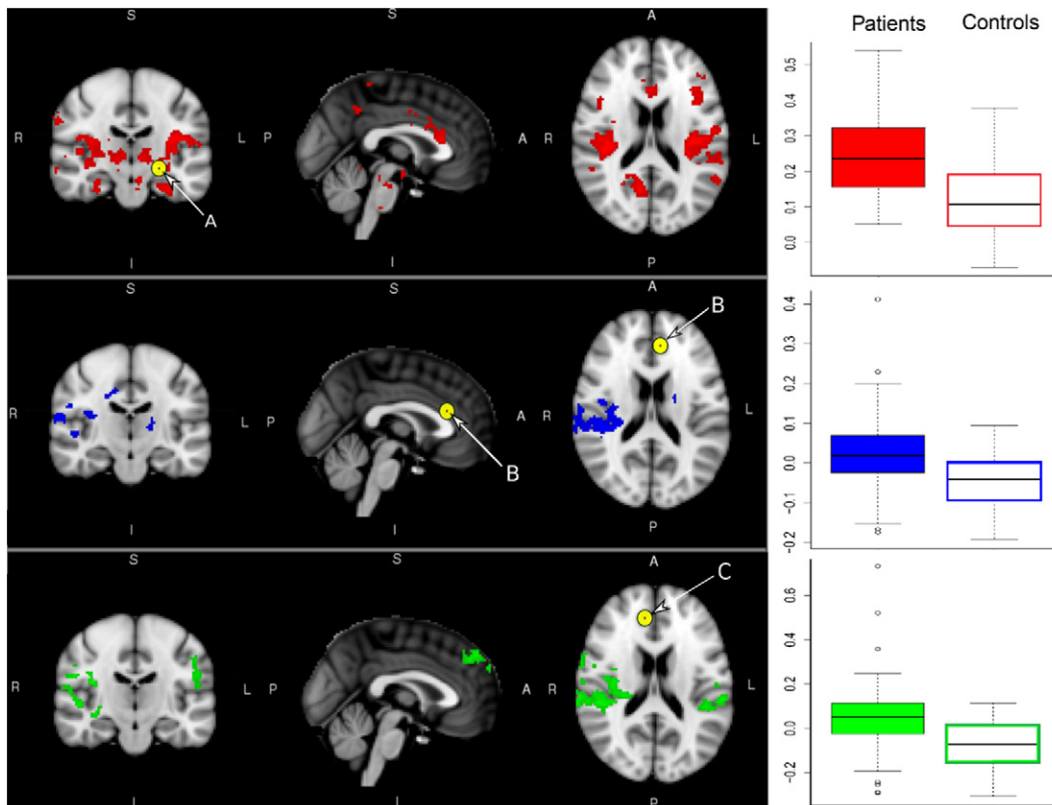 Patients Controls
S S A
R L P A R L
A
I I P
0.0 0.1 0.2 0.3 0.4 0.5
S S A
B
R L P A R L
B
I I P
−0.2 −0.1 0.0 0.1 0.2 0.3 0.4
S S A
C
R L P A R L
I I P
−0.2 0.0 0.2 0.4 0.6